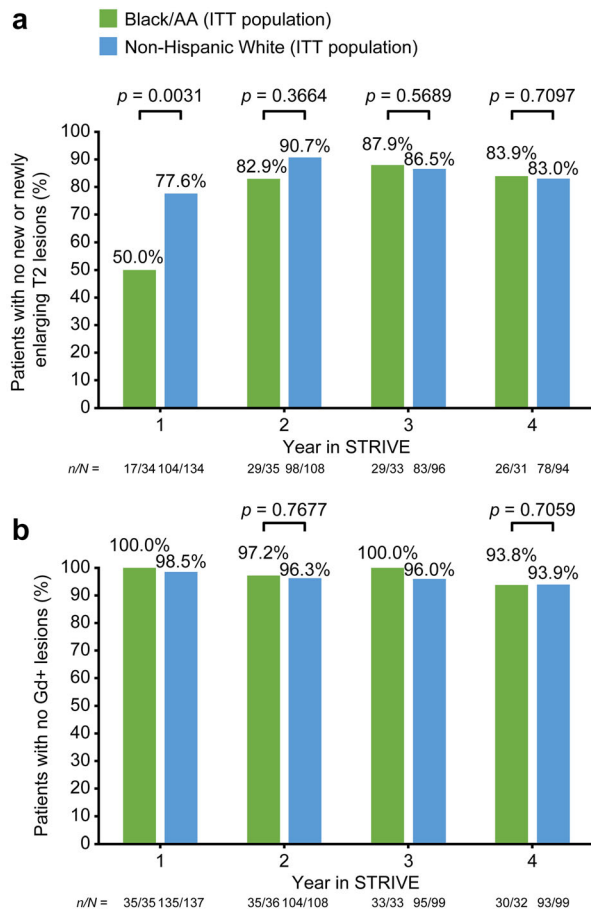 a
Black/AA (ITT population)
Non-Hispanic White (ITT population)
p = 0.0031 p = 0.3664 p = 0.5689 p = 0.7097
Patients with no new or newly
enlarging T2 lesions (%)
100
90
80
70
60
50
40
30
20
10
0
50.0% 77.6% 82.9% 90.7% 87.9% 86.5% 83.9% 83.0%
1 2 3 4
Year in STRIVE
n/N = 17/34 104/134 29/35 98/108 29/33 83/96 26/31 78/94
b
p = 0.7677 p = 0.7059
Patients with no Gd+ lesions (%)
100
90
80
70
60
50
40
30
20
10
0
100.0% 98.5% 97.2% 96.3% 100.0% 96.0% 93.8% 93.9%
1 2 3 4
Year in STRIVE
n/N = 35/35 135/137 35/36 104/108 33/33 95/99 30/32 93/99